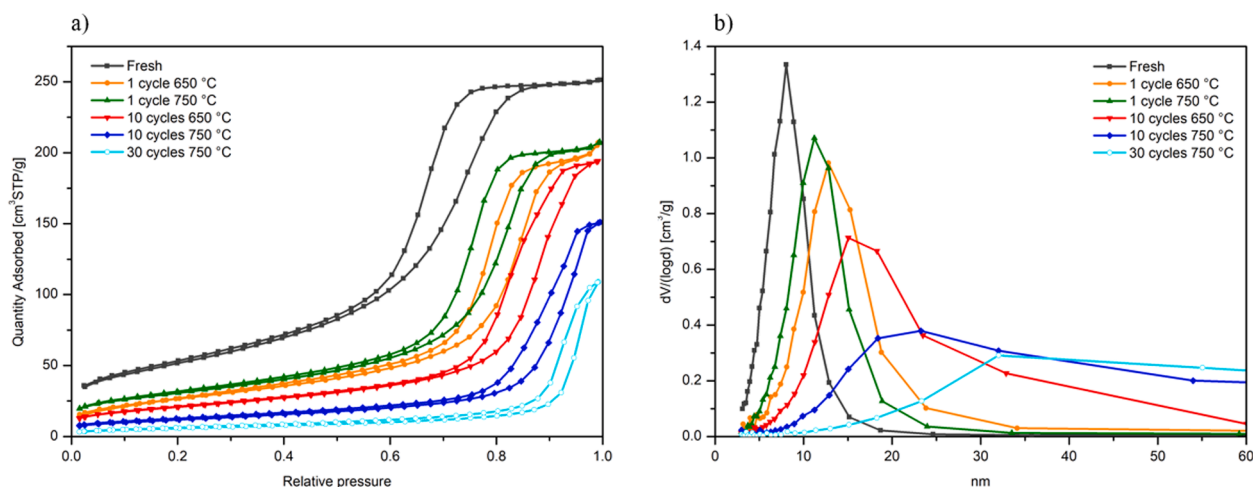 a)
Fresh
1 cycle 650 °C
1 cycle 750 °C
10 cycles 650 °C
10 cycles 750 °C
30 cycles 750 °C
250
200
150
100
50
0
0.0 0.2 0.4 0.6 0.8 1.0
Quantity Adsorbed [cm³STP/g]
Relative pressure
b)
Fresh
1 cycle 650 °C
1 cycle 750 °C
10 cycles 650 °C
10 cycles 750 °C
30 cycles 750 °C
1.4
1.2
1.0
0.8
0.6
0.4
0.2
0.0
0 10 20 30 40 50 60
dV/(logd) [cm³/g]
nm